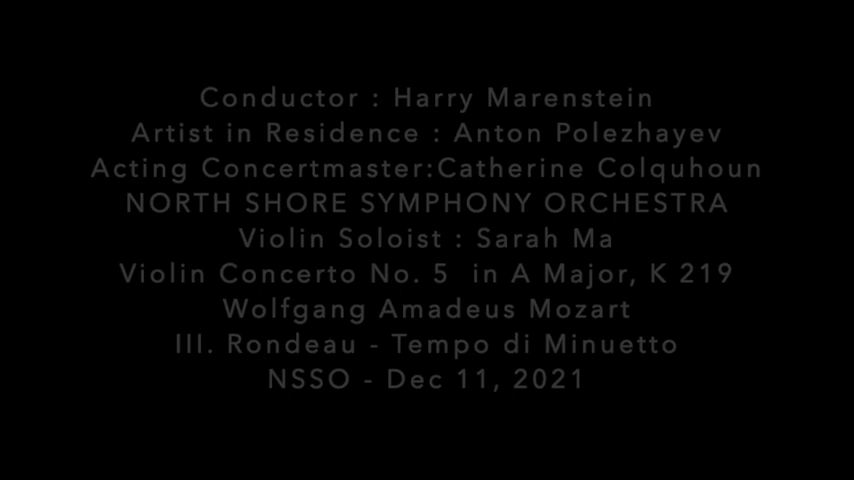 Conductor : Harry Marenstein
Artist in Residence : Anton Polezhayev
Acting Concertmaster:Catherine Colquhoun
NORTH SHORE SYMPHONY ORCHESTRA
Violin Soloist : Sarah Ma
Violin Concerto No. 5  in A Major, K 219
Wolfgang Amadeus Mozart
III. Rondeau - Tempo di Minuetto
NSSO - Dec 11, 2021